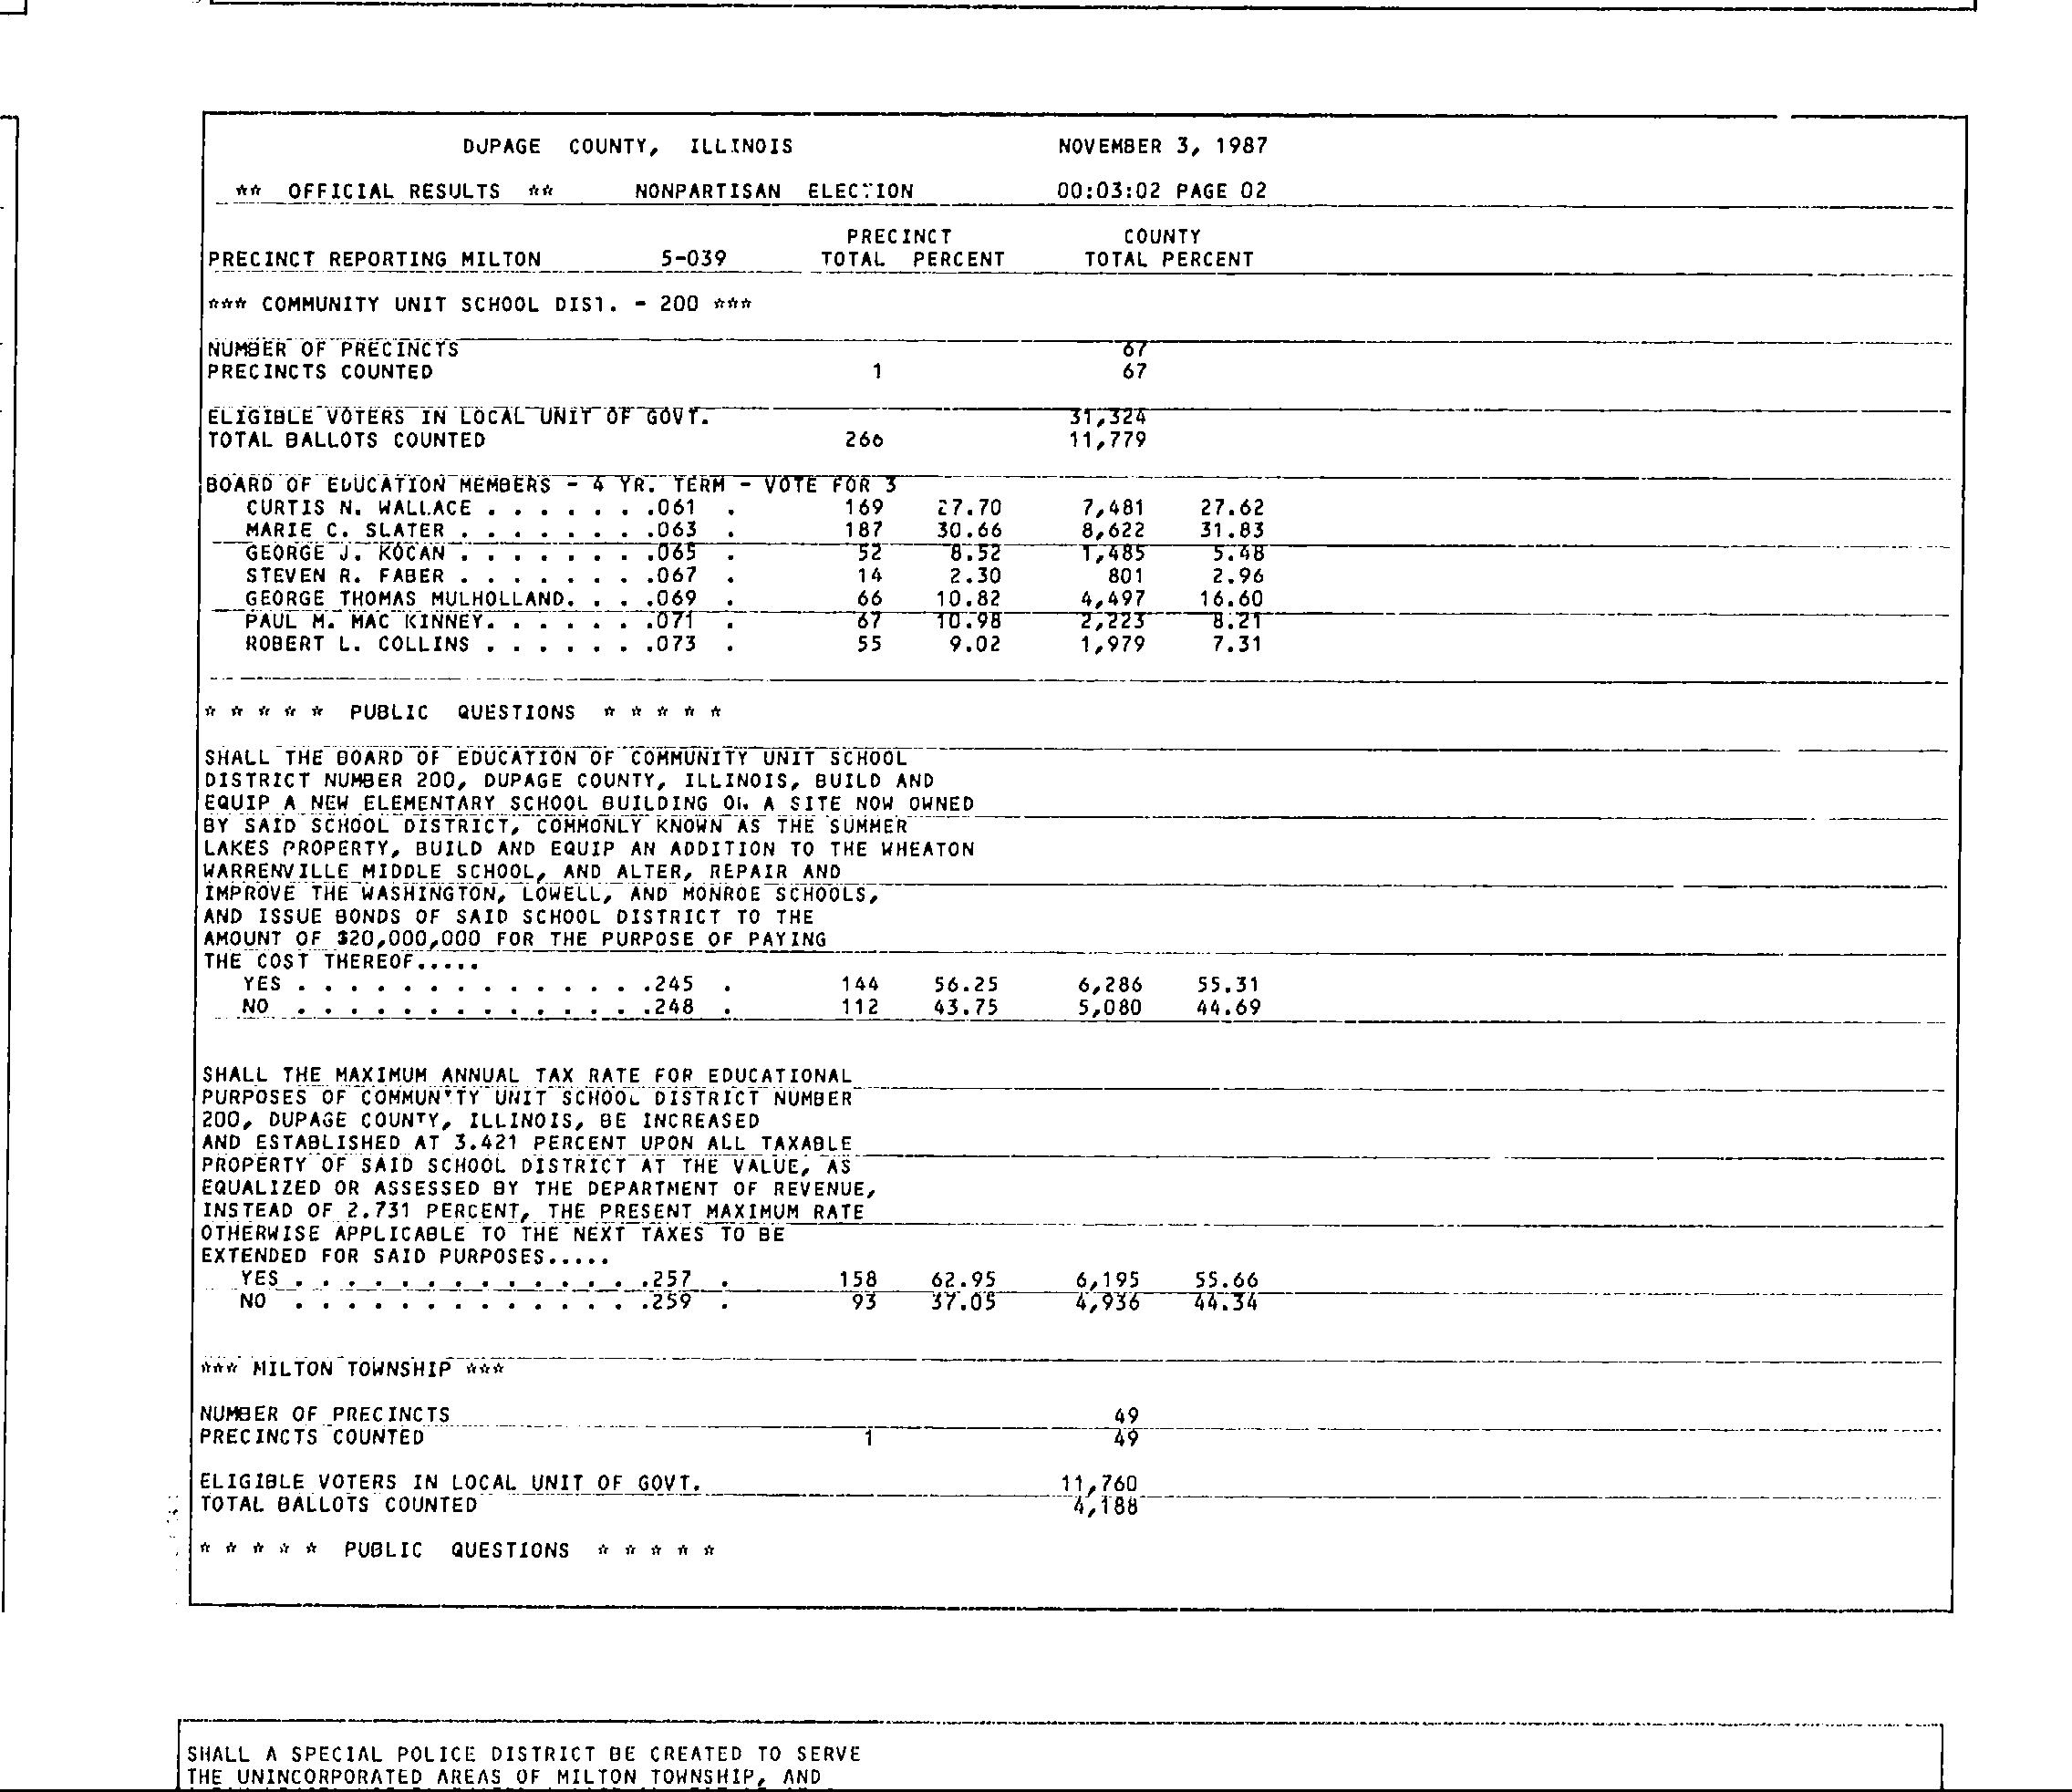 DUPAGE COUNTY, ILLINOIS NOVEMBER 3, 1987
** OFFICIAL RESULTS ** NONPARTISAN ELECTION 00:03:02 PAGE 02
PRECINCT COUNTY
PRECINCT REPORTING MILTON 5-039 TOTAL PERCENT TOTAL PERCENT
*** COMMUNITY UNIT SCHOOL DIST. - 200 ***
NUMBER OF PRECINCTS 67
PRECINCTS COUNTED 1 67
ELIGIBLE VOTERS IN LOCAL UNIT OF GOVT. 31,324
TOTAL BALLOTS COUNTED 266 11,779
BOARD OF EDUCATION MEMBERS - 4 YR. TERM - VOTE FOR 3
CURTIS N. WALLACE . . . . . . .061 . 169 27.70 7,481 27.62
MARIE C. SLATER . . . . . . . .063 . 187 30.66 8,622 31.83
GEORGE J. KOCAN . . . . . . . .065 . 52 8.52 1,485 5.48
STEVEN R. FABER . . . . . . . .067 . 14 2.30 801 2.96
GEORGE THOMAS MULHOLLAND. . . .069 . 66 10.82 4,497 16.60
PAUL M. MAC KINNEY. . . . . . .071 . 67 10.98 2,223 8.21
ROBERT L. COLLINS . . . . . . .073 . 55 9.02 1,979 7.31
* * * * * PUBLIC QUESTIONS * * * * *
SHALL THE BOARD OF EDUCATION OF COMMUNITY UNIT SCHOOL
DISTRICT NUMBER 200, DUPAGE COUNTY, ILLINOIS, BUILD AND
EQUIP A NEW ELEMENTARY SCHOOL BUILDING ON A SITE NOW OWNED
BY SAID SCHOOL DISTRICT, COMMONLY KNOWN AS THE SUMMER
LAKES PROPERTY, BUILD AND EQUIP AN ADDITION TO THE WHEATON
WARRENVILLE MIDDLE SCHOOL, AND ALTER, REPAIR AND
IMPROVE THE WASHINGTON, LOWELL, AND MONROE SCHOOLS,
AND ISSUE BONDS OF SAID SCHOOL DISTRICT TO THE
AMOUNT OF $20,000,000 FOR THE PURPOSE OF PAYING
THE COST THEREOF.....
YES . . . . . . . . . . . . . .245 . 144 56.25 6,286 55.31
NO . . . . . . . . . . . . . .248 . 112 43.75 5,080 44.69
SHALL THE MAXIMUM ANNUAL TAX RATE FOR EDUCATIONAL
PURPOSES OF COMMUNITY UNIT SCHOOL DISTRICT NUMBER
200, DUPAGE COUNTY, ILLINOIS, BE INCREASED
AND ESTABLISHED AT 3.421 PERCENT UPON ALL TAXABLE
PROPERTY OF SAID SCHOOL DISTRICT AT THE VALUE, AS
EQUALIZED OR ASSESSED BY THE DEPARTMENT OF REVENUE,
INSTEAD OF 2.731 PERCENT, THE PRESENT MAXIMUM RATE
OTHERWISE APPLICABLE TO THE NEXT TAXES TO BE
EXTENDED FOR SAID PURPOSES.....
YES . . . . . . . . . . . . . .257 . 158 62.95 6,195 55.66
NO . . . . . . . . . . . . . .259 . 93 37.05 4,936 44.34
*** MILTON TOWNSHIP ***
NUMBER OF PRECINCTS 49
PRECINCTS COUNTED 1 49
ELIGIBLE VOTERS IN LOCAL UNIT OF GOVT. 11,760
TOTAL BALLOTS COUNTED 4,188
* * * * * PUBLIC QUESTIONS * * * * *
SHALL A SPECIAL POLICE DISTRICT BE CREATED TO SERVE
THE UNINCORPORATED AREAS OF MILTON TOWNSHIP, AND